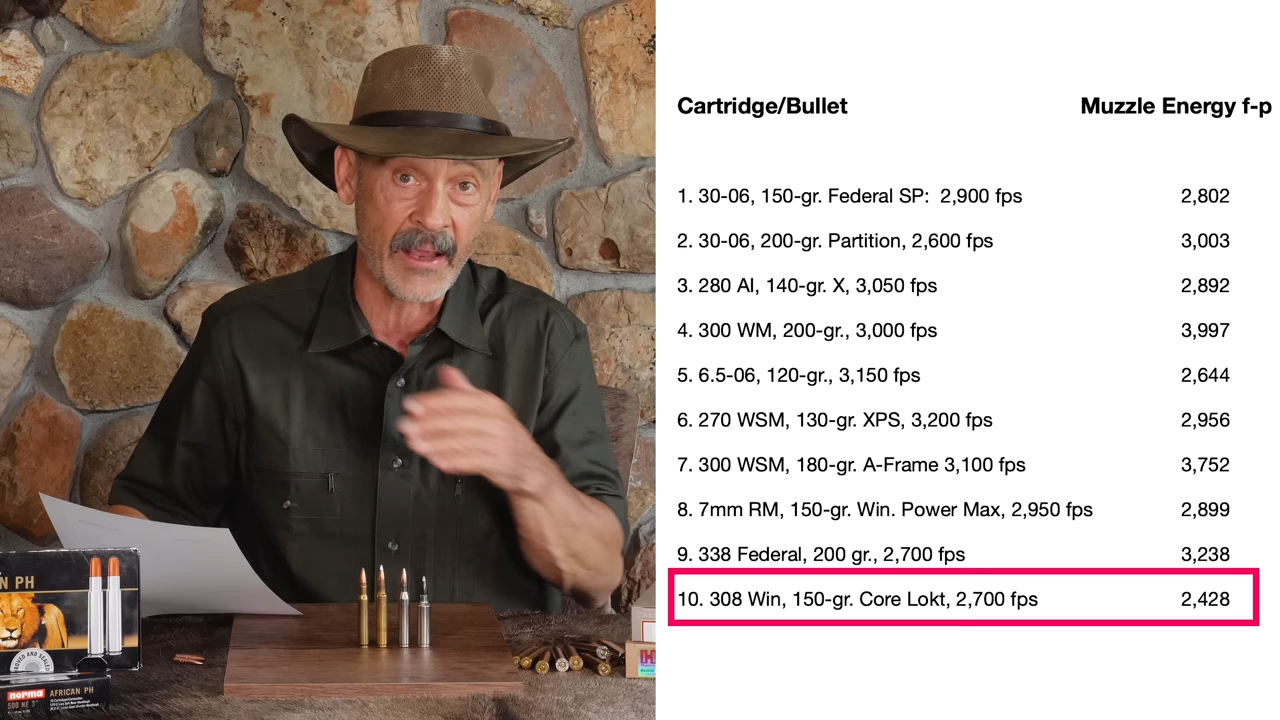 Cartridge/Bullet Muzzle Energy f-p
1. 30-06, 150-gr. Federal SP: 2,900 fps 2,802
2. 30-06, 200-gr. Partition, 2,600 fps 3,003
3. 280 AI, 140-gr. X, 3,050 fps 2,892
4. 300 WM, 200-gr., 3,000 fps 3,997
5. 6.5-06, 120-gr., 3,150 fps 2,644
6. 270 WSM, 130-gr. XPS, 3,200 fps 2,956
7. 300 WSM, 180-gr. A-Frame 3,100 fps 3,752
8. 7mm RM, 150-gr. Win. Power Max, 2,950 fps 2,899
9. 338 Federal, 200 gr., 2,700 fps 3,238
10. 308 Win, 150-gr. Core Lokt, 2,700 fps 2,428
N PH
OVED AND SEALED
norma AFRICAN PH
500 NE 3"